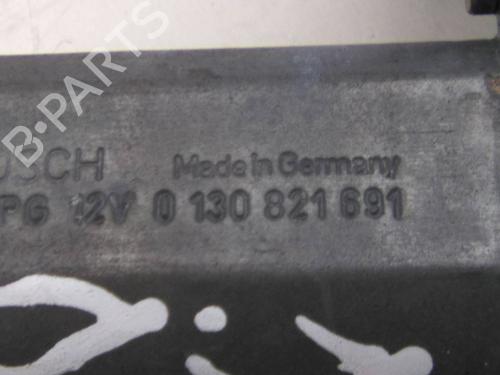 B-PARTS
OSCH Made in Germany
PG 12V 0 130 821 691